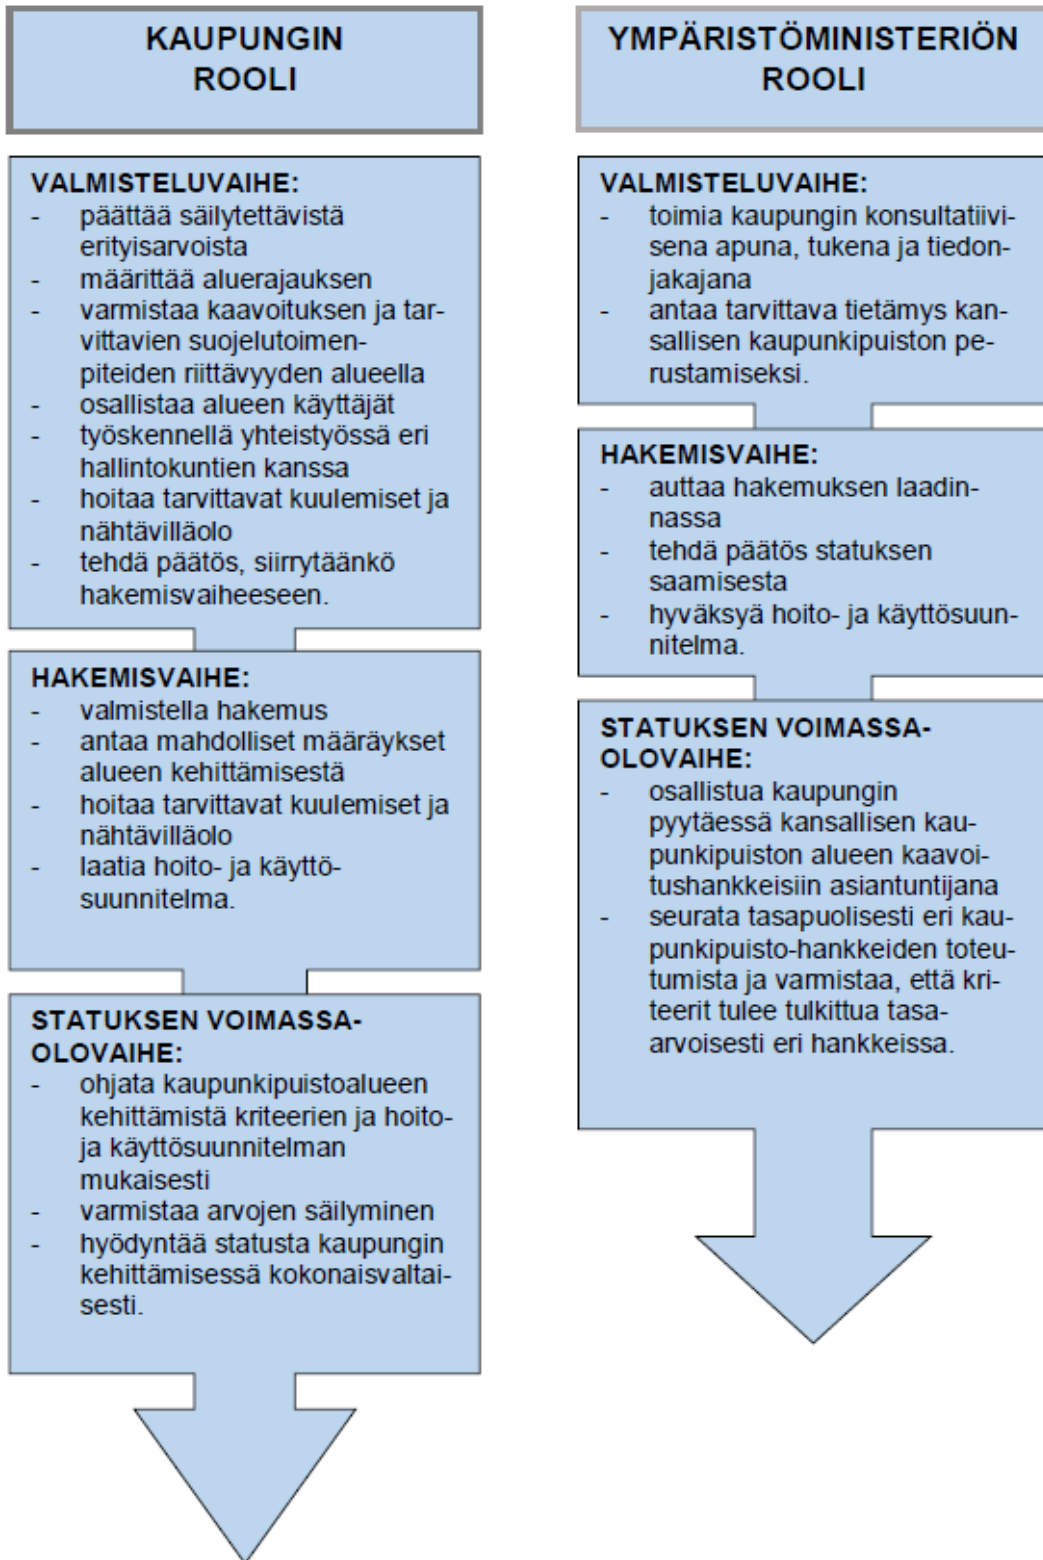 KAUPUNGIN
ROOLI
VALMISTELUVAIHE:
- päättää säilytettävistä
erityisarvoista
- määrittää aluerajauksen
- varmistaa kaavoituksen ja tar-
vittavien suojelutoimen-
piteiden riittävyyden alueella
- osallistaa alueen käyttäjät
- työskennellä yhteistyössä eri
hallintokuntien kanssa
- hoitaa tarvittavat kuulemiset ja
nähtävilläolo
- tehdä päätös, siirrytäänkö
hakemisvaiheeseen.
HAKEMISVAIHE:
- valmistella hakemus
- antaa mahdolliset määräykset
alueen kehittämisestä
- hoitaa tarvittavat kuulemiset ja
nähtävilläolo
- laatia hoito- ja käyttö-
suunnitelma.
STATUKSEN VOIMASSA-
OLOVAIHE:
- ohjata kaupunkipuistoalueen
kehittämistä kriteerien ja hoito-
ja käyttösuunnitelman
mukaisesti
- varmistaa arvojen säilyminen
- hyödyntää statusta kaupungin
kehittämisessä kokonaisvaltai-
sesti.
YMPÄRISTÖMINISTERIÖN
ROOLI
VALMISTELUVAIHE:
- toimia kaupungin konsultatiivi-
sena apuna, tukena ja tiedon-
jakajana
- antaa tarvittava tietämys kan-
sallisen kaupunkipuiston pe-
rustamiseksi.
HAKEMISVAIHE:
- auttaa hakemuksen laadin-
nassa
- tehdä päätös statuksen
saamisesta
- hyväksyä hoito- ja käyttösuun-
nitelma.
STATUKSEN VOIMASSA-
OLOVAIHE:
- osallistua kaupungin
pyytäessä kansallisen kau-
punkipuiston alueen kaavoi-
tushankkeisiin asiantuntijana
- seurata tasapuolisesti eri kau-
punkipuisto-hankkeiden toteu-
tumista ja varmistaa, että kri-
teerit tulee tulkittua tasa-
arvoisesti eri hankkeissa.